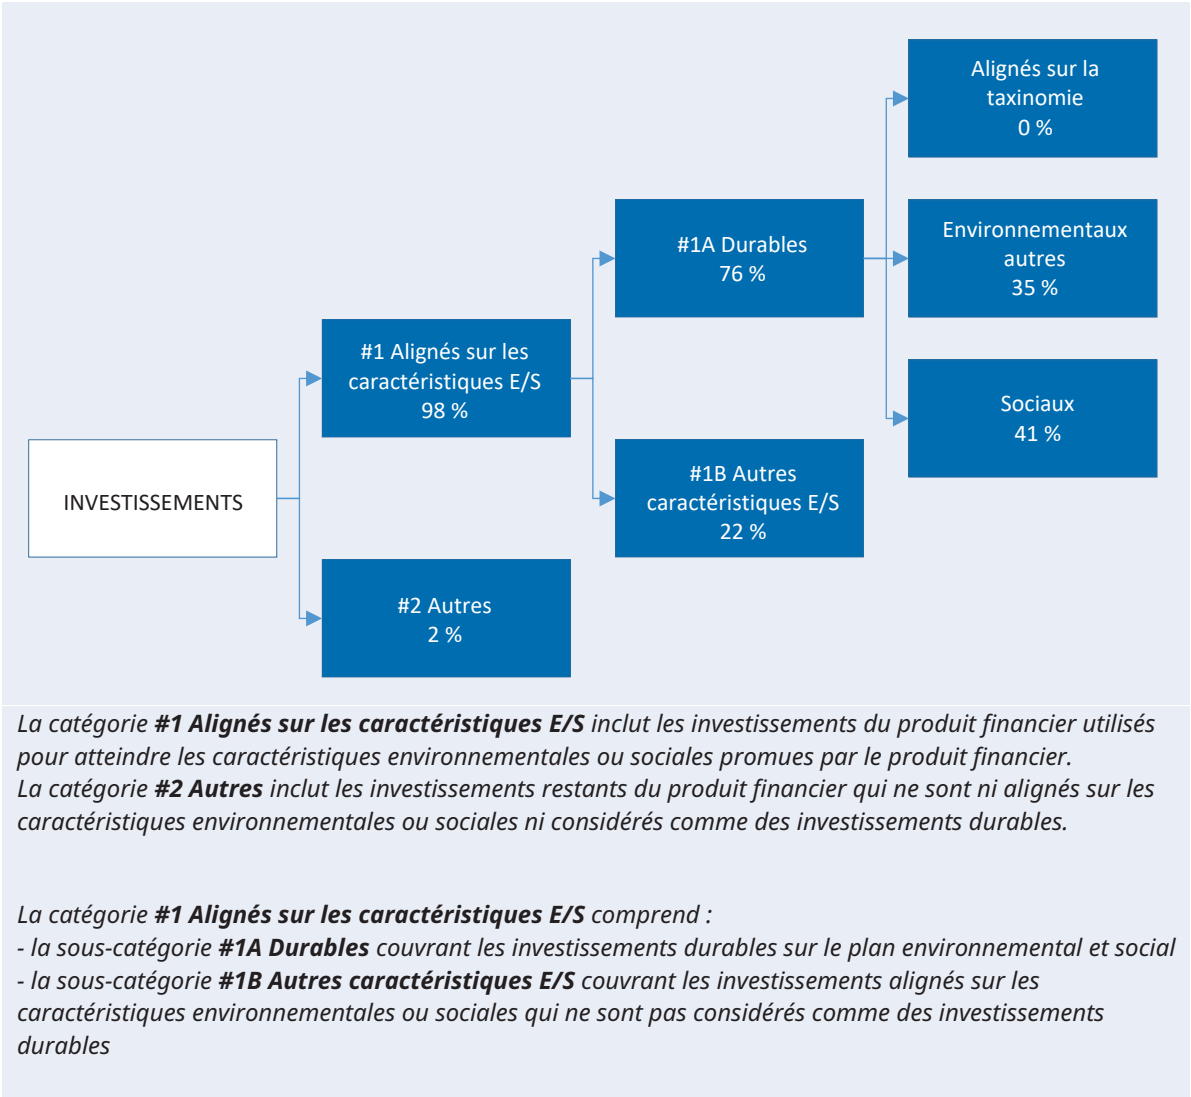 Alignés sur la
taxinomie
0 %
#1A Durables
76 %
Environnementaux
autres
35 %
#1 Alignés sur les
caractéristiques E/S
98 %
Sociaux
41 %
INVESTISSEMENTS
#1B Autres
caractéristiques E/S
22 %
#2 Autres
2 %
La catégorie #1 Alignés sur les caractéristiques E/S inclut les investissements du produit financier utilisés
pour atteindre les caractéristiques environnementales ou sociales promues par le produit financier.
La catégorie #2 Autres inclut les investissements restants du produit financier qui ne sont ni alignés sur les
caractéristiques environnementales ou sociales ni considérés comme des investissements durables.
La catégorie #1 Alignés sur les caractéristiques E/S comprend :
- la sous-catégorie #1A Durables couvrant les investissements durables sur le plan environnemental et social
- la sous-catégorie #1B Autres caractéristiques E/S couvrant les investissements alignés sur les
caractéristiques environnementales ou sociales qui ne sont pas considérés comme des investissements
durables